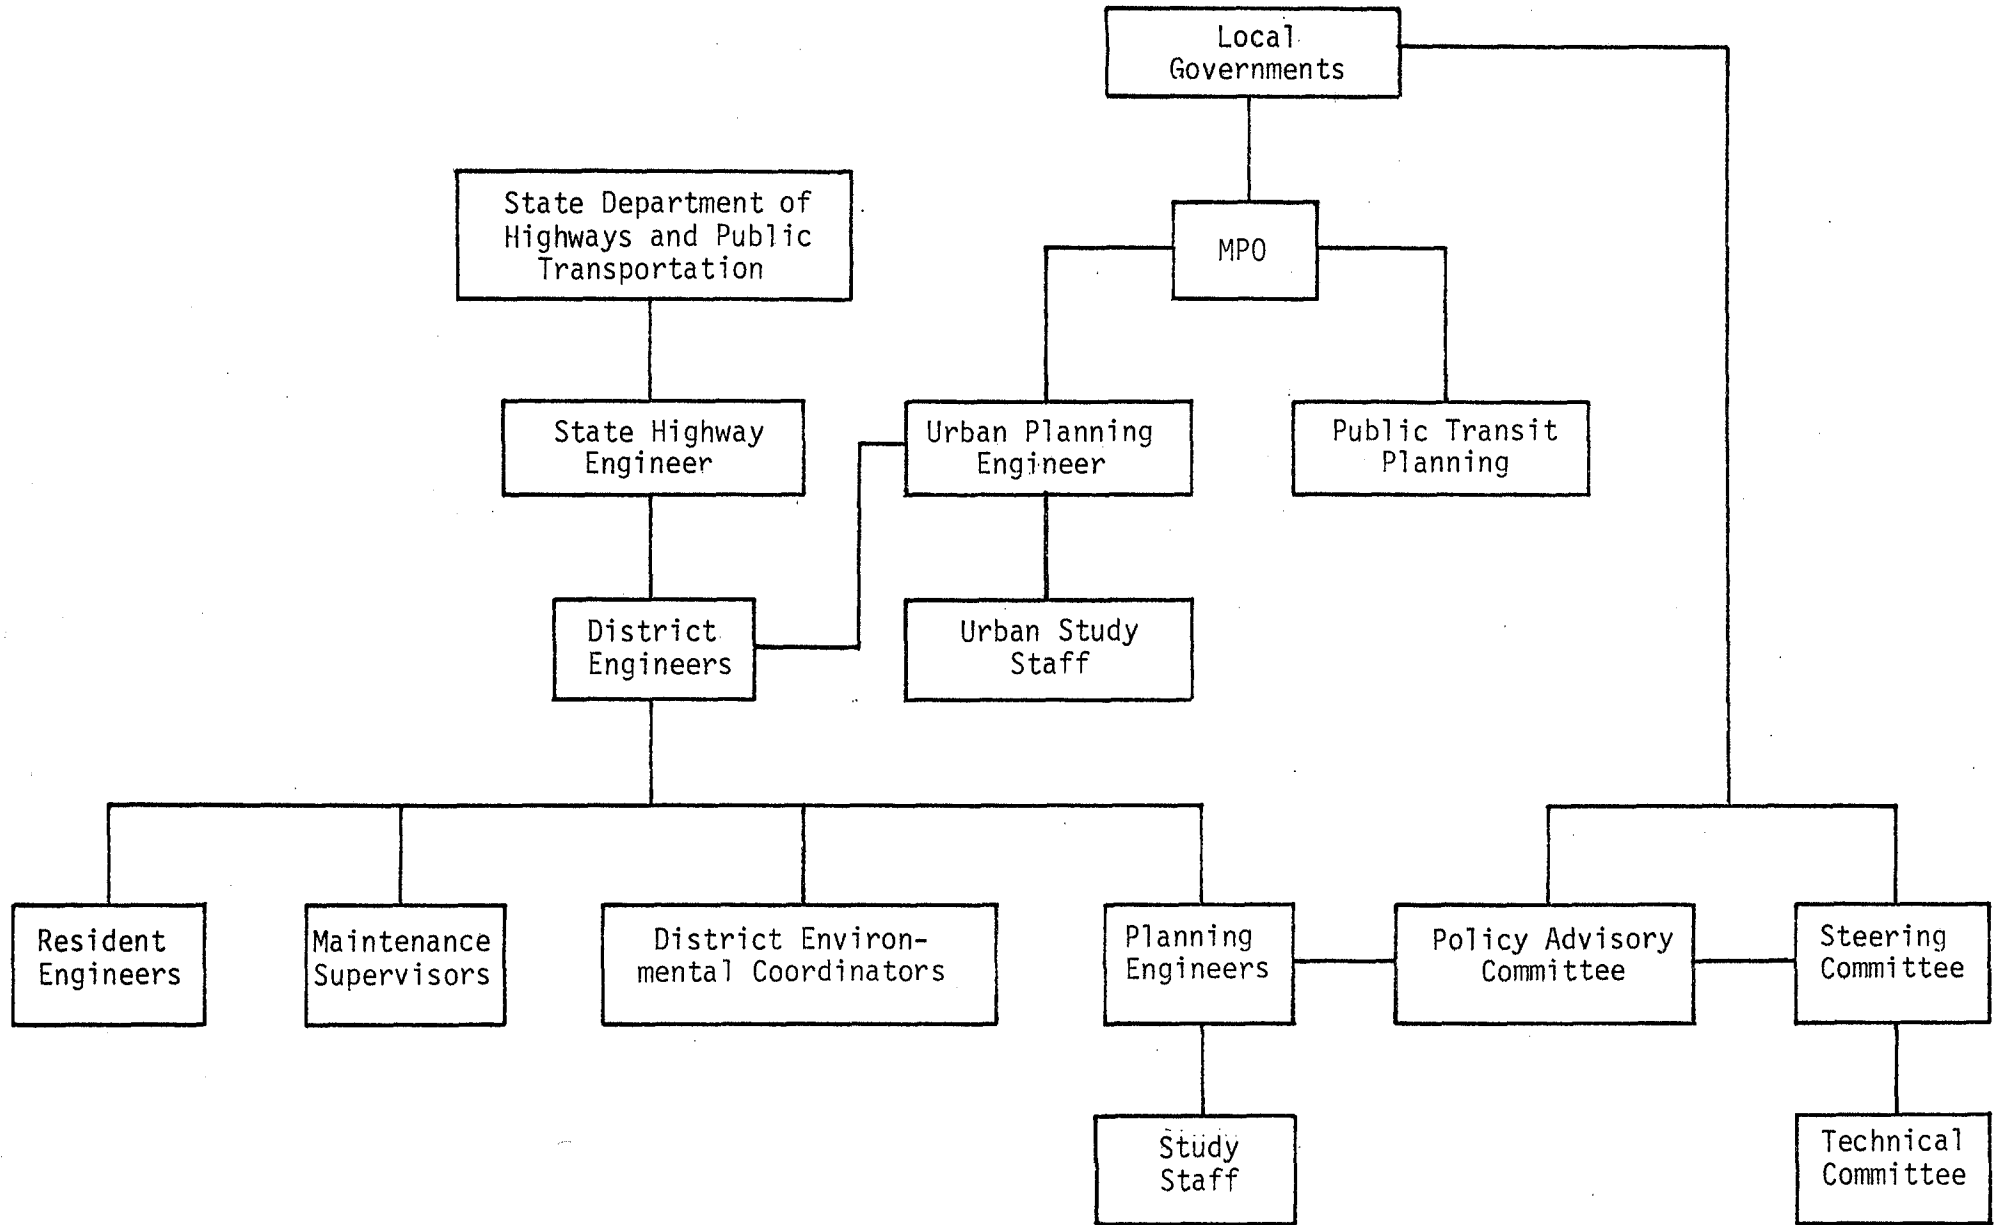 Local
Governments
State Department of
Highways and Public
Transportation
MPO
State Highway
Engineer
Urban Planning
Engineer
Public Transit
Planning
District
Engineers
Urban Study
Staff
Resident
Engineers
Maintenance
Supervisors
District Environ-
mental Coordinators
Planning
Engineers
Policy Advisory
Committee
Steering
Committee
Study
Staff
Technical
Committee